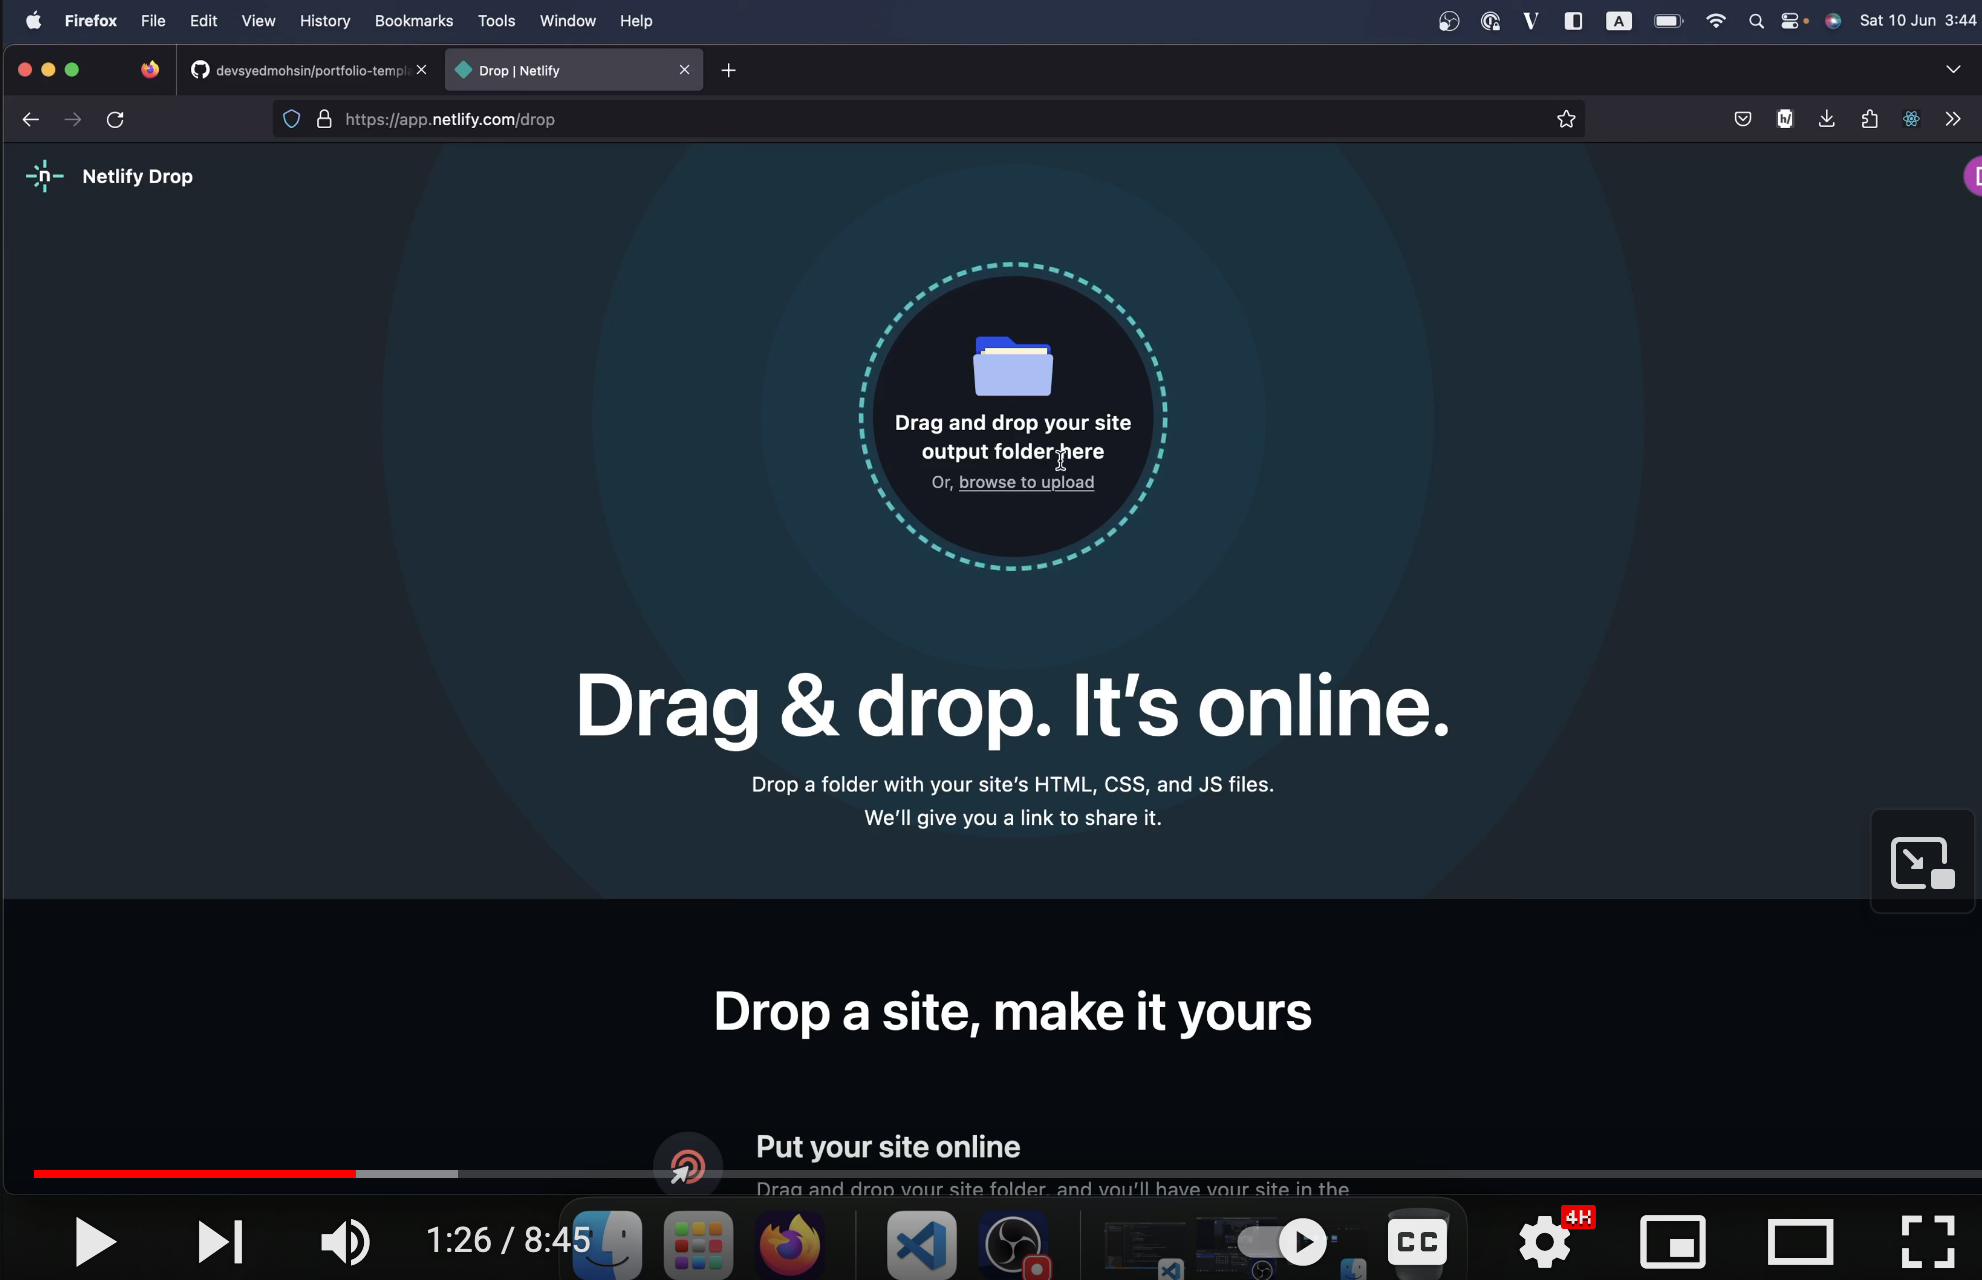 Firefox File Edit View History Bookmarks Tools Window Help
V A Sat 10 Jun 3:44
devsyedmohsin/portfolio-templ
Drop | Netlify
https://app.netlify.com/drop
n Netlify Drop
Drag and drop your site
output folder here
Or, browse to upload
Drag & drop. It's online.
Drop a folder with your site's HTML, CSS, and JS files.
We'll give you a link to share it.
Drop a site, make it yours
Put your site online
Drag and drop your site folder, and you'll have your site in the
1:26 / 8:45
CC
4K